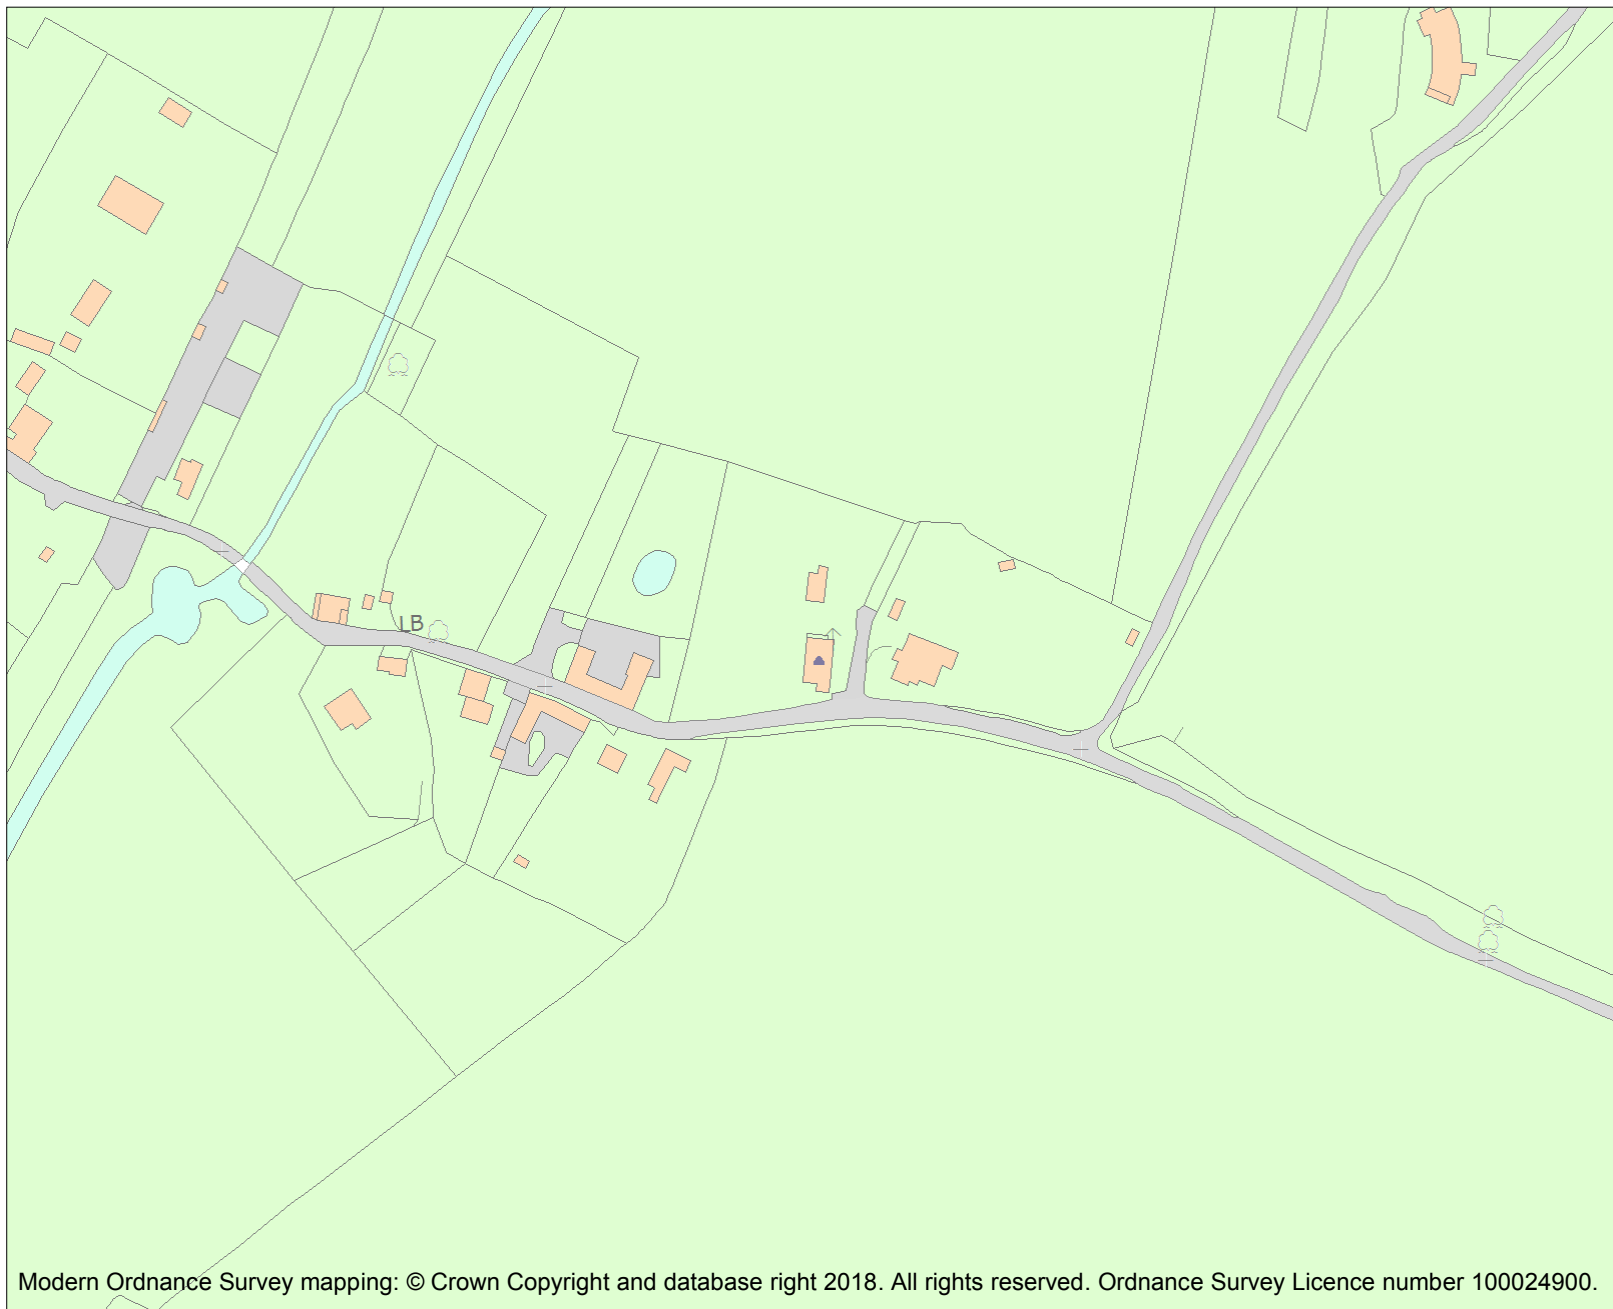 LB
Modern Ordnance Survey mapping: © Crown Copyright and database right 2018. All rights reserved. Ordnance Survey Licence number 100024900.